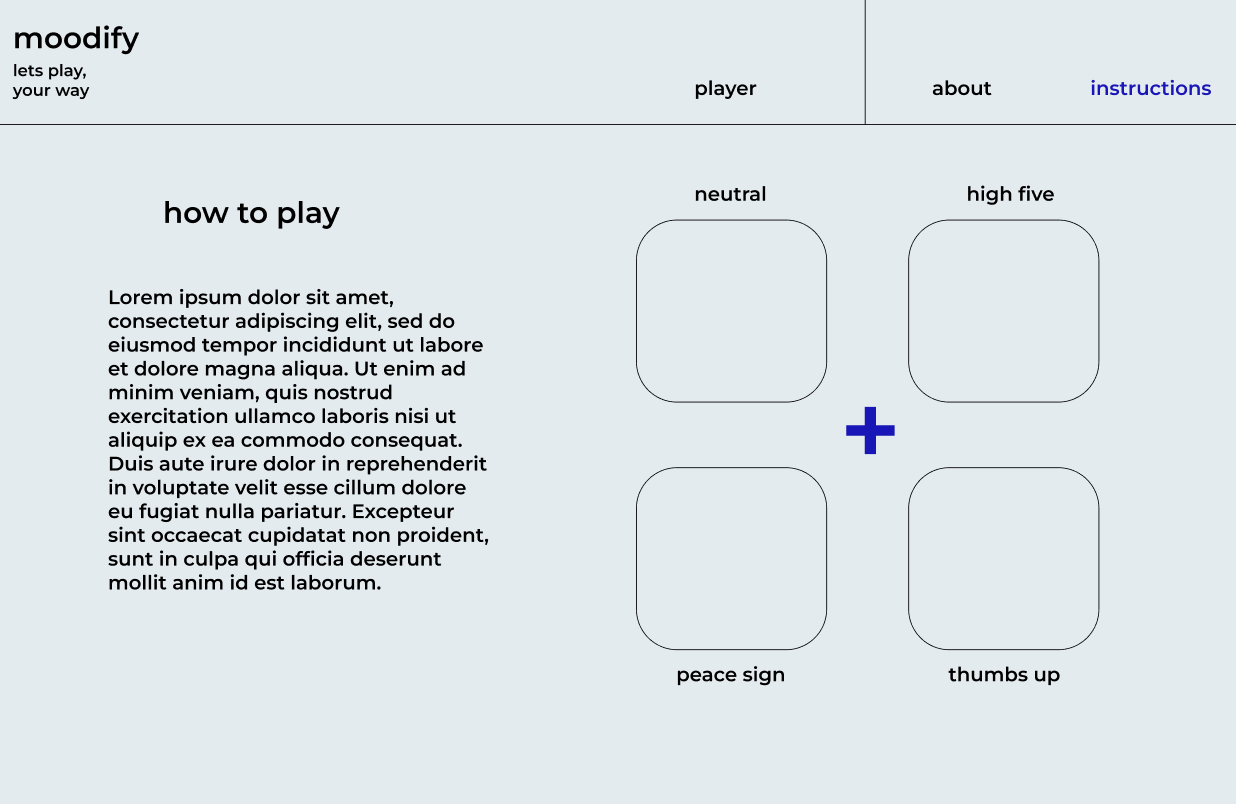 moodify
lets play,
your way
player
about
instructions
how to play
Lorem ipsum dolor sit amet,
consectetur adipiscing elit, sed do
eiusmod tempor incididunt ut labore
et dolore magna aliqua. Ut enim ad
minim veniam, quis nostrud
exercitation ullamco laboris nisi ut
aliquip ex ea commodo consequat.
Duis aute irure dolor in reprehenderit
in voluptate velit esse cillum dolore
eu fugiat nulla pariatur. Excepteur
sint occaecat cupidatat non proident,
sunt in culpa qui officia deserunt
mollit anim id est laborum.
neutral
high five
peace sign
thumbs up